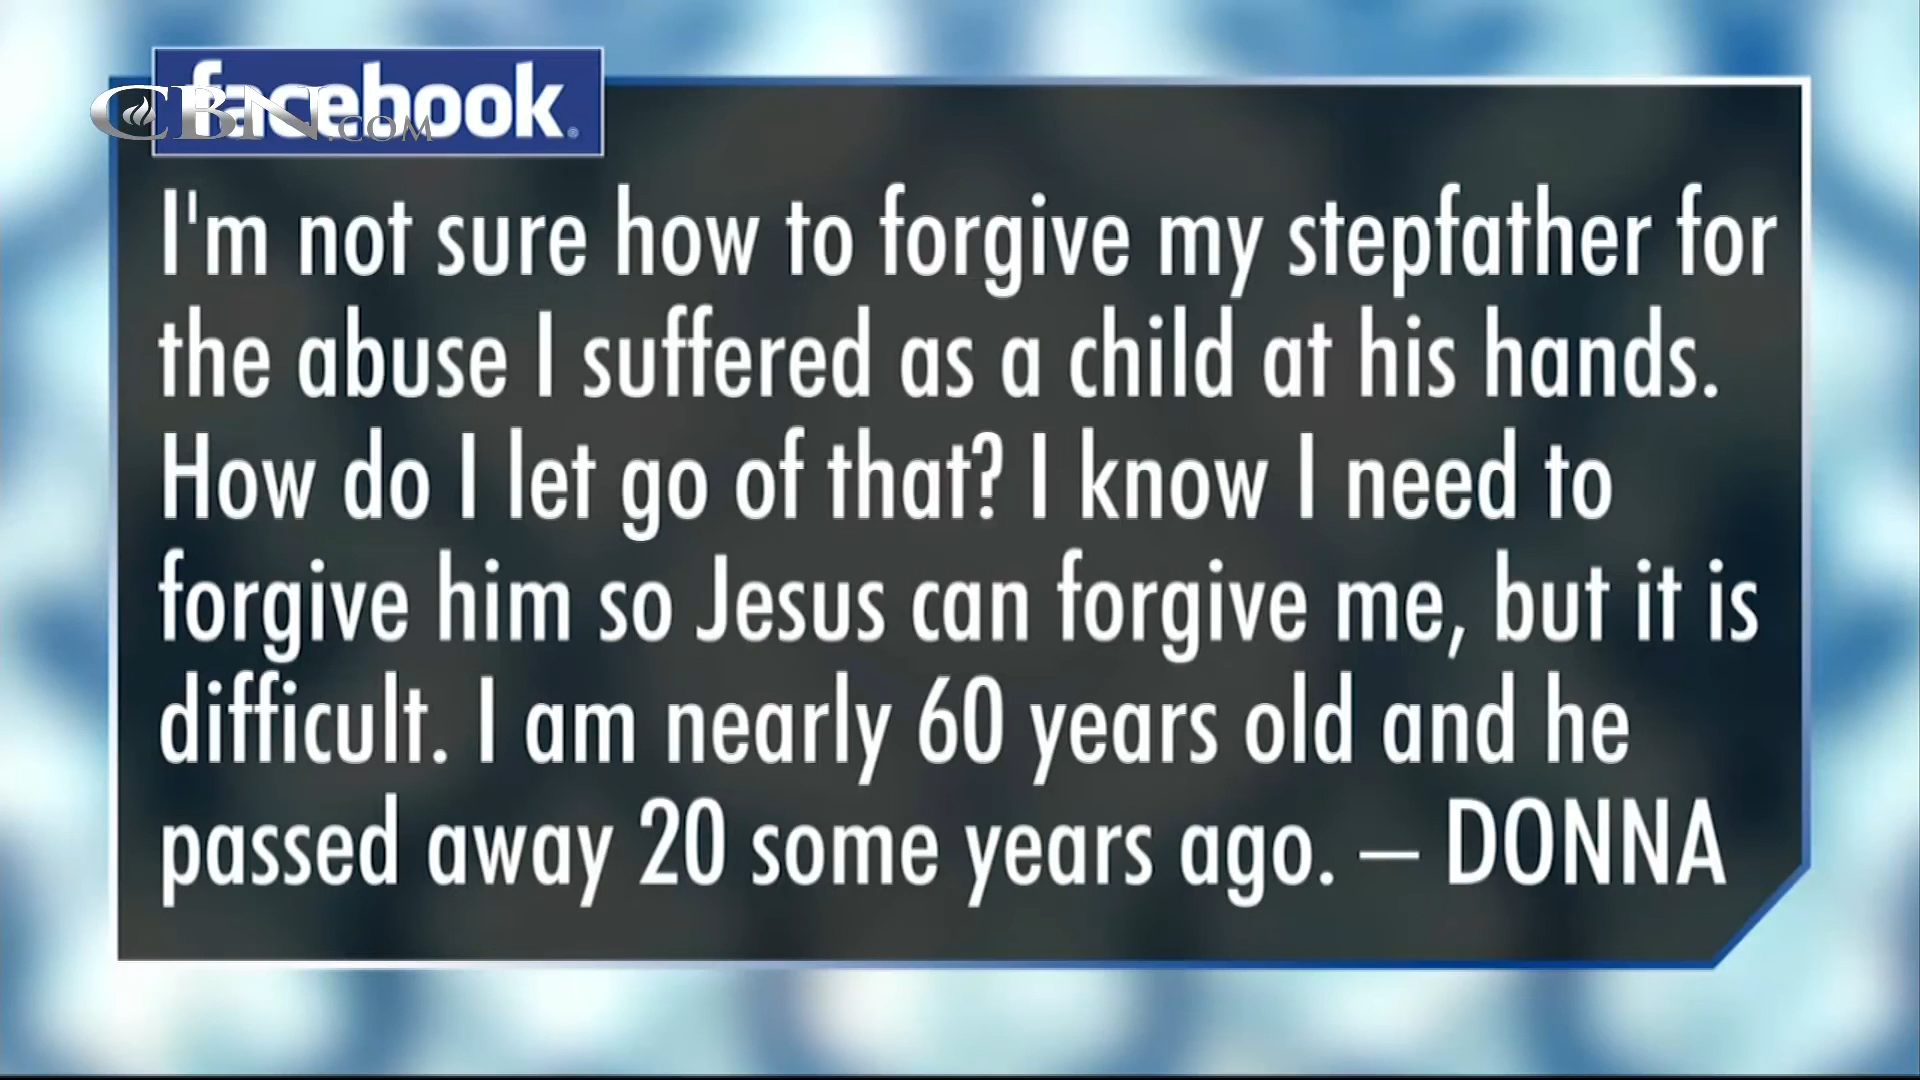 facebook
CBN.COM
I'm not sure how to forgive my stepfather for
the abuse I suffered as a child at his hands.
How do I let go of that? I know I need to
forgive him so Jesus can forgive me, but it is
difficult. I am nearly 60 years old and he
passed away 20 some years ago. — DONNA